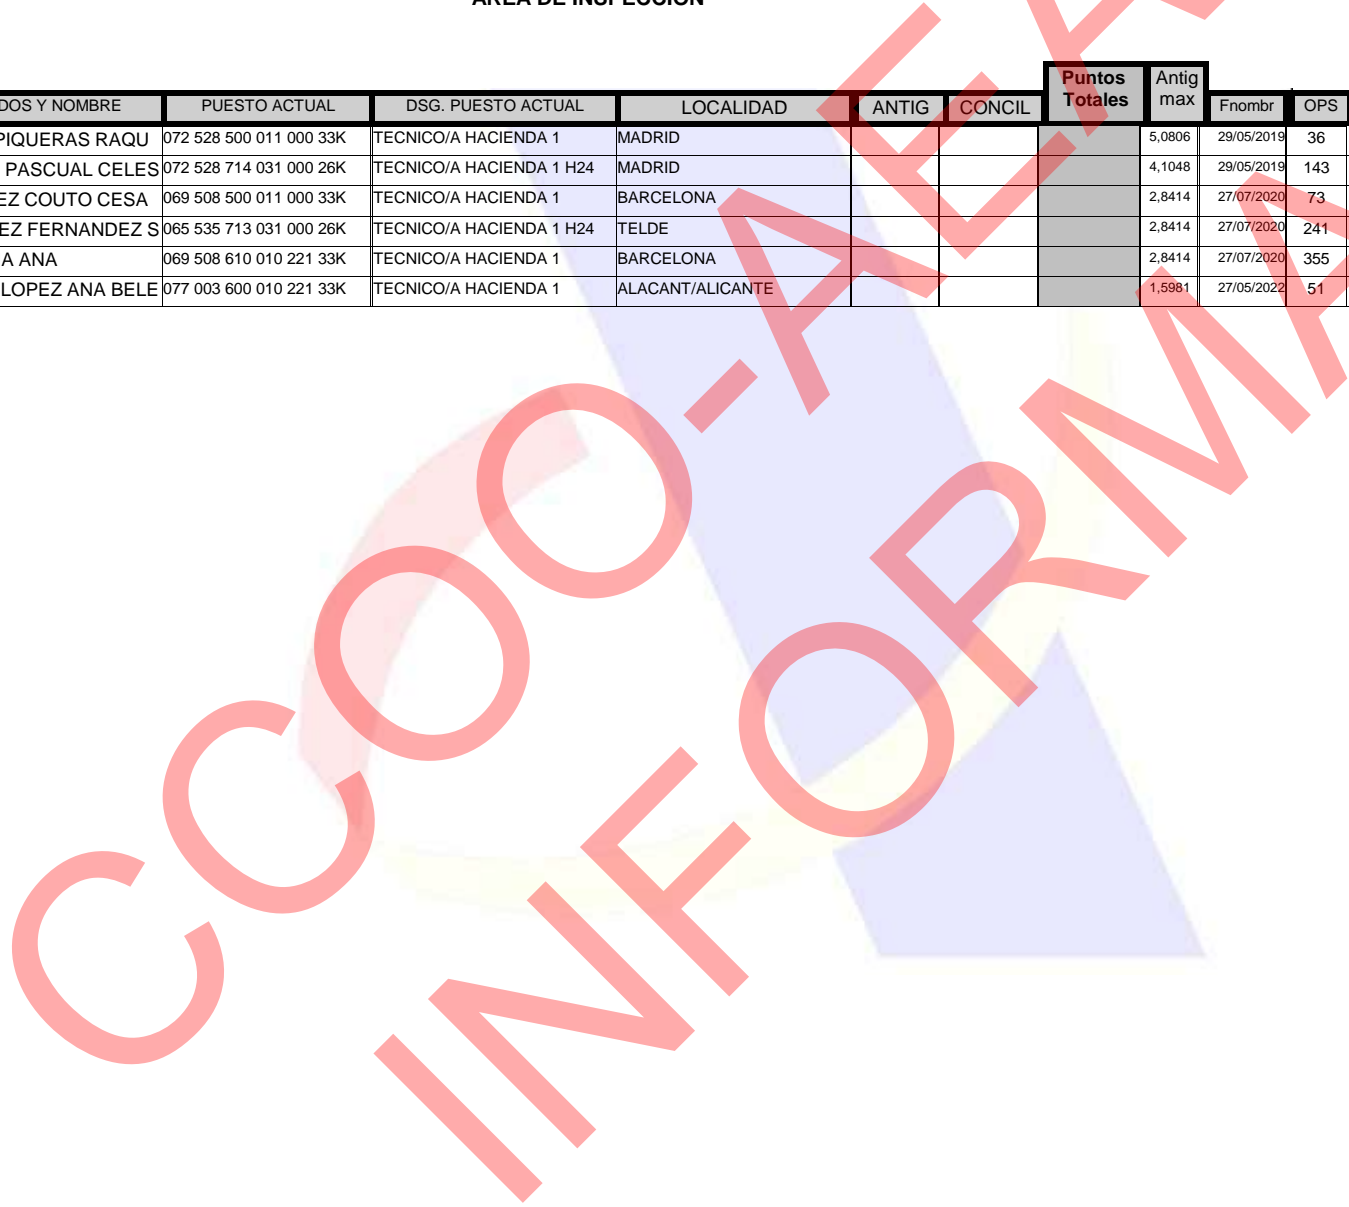 AREA DE INSPECCION
DOS Y NOMBRE PUESTO ACTUAL DSG. PUESTO ACTUAL LOCALIDAD ANTIG CONCIL Puntos Totales Antig max Fnombr OPS
PIQUERAS RAQU 072 528 500 011 000 33K TECNICO/A HACIENDA 1 MADRID 5,0806 29/05/2019 36
PASCUAL CELES 072 528 714 031 000 26K TECNICO/A HACIENDA 1 H24 MADRID 4,1048 29/05/2019 143
EZ COUTO CESA 069 508 500 011 000 33K TECNICO/A HACIENDA 1 BARCELONA 2,8414 27/07/2020 73
EZ FERNANDEZ S 065 535 713 031 000 26K TECNICO/A HACIENDA 1 H24 TELDE 2,8414 27/07/2020 241
A ANA 069 508 610 010 221 33K TECNICO/A HACIENDA 1 BARCELONA 2,8414 27/07/2020 355
LOPEZ ANA BELE 077 003 600 010 221 33K TECNICO/A HACIENDA 1 ALACANT/ALICANTE 1,5981 27/05/2022 51
CCOO-AEA
INFORMA